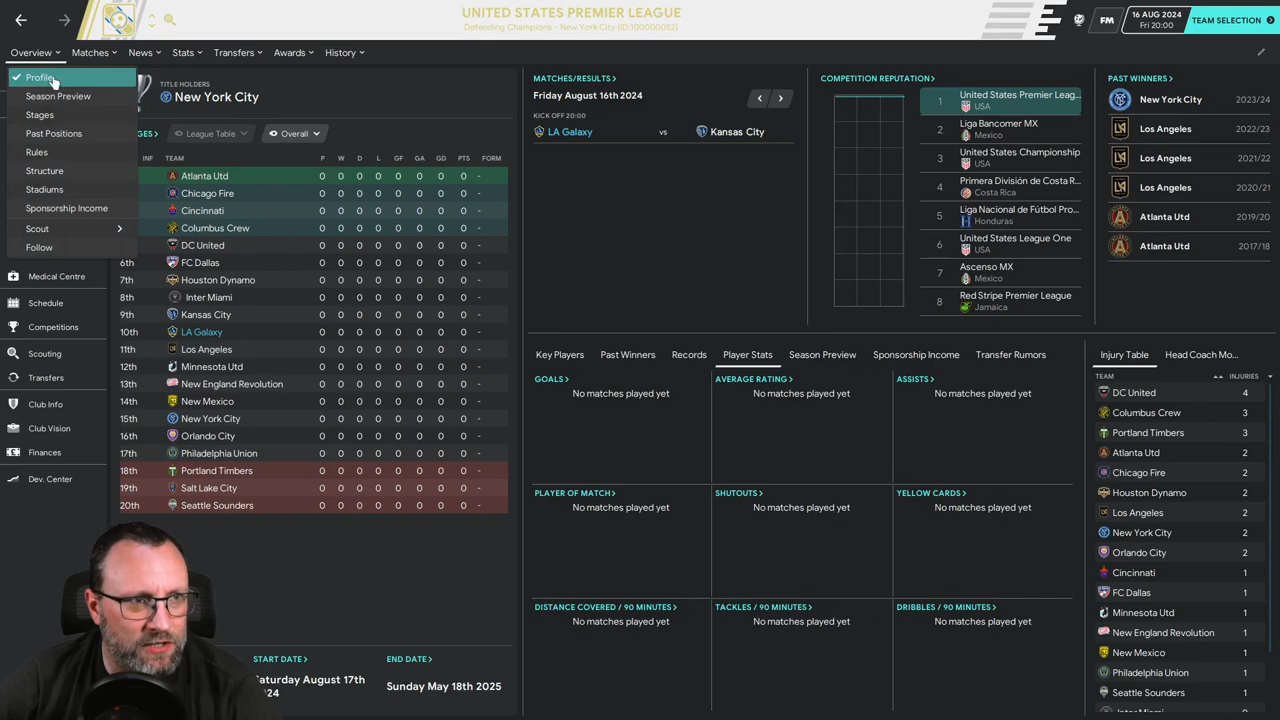 UNITED STATES PREMIER LEAGUE
Defending Champions - New York City (ID:100000052)
FM
16 AUG 2024
FRI 20:00
TEAM SELECTION
Overview
Matches
News
Stats
Transfers
Awards
History
Profile
Season Preview
Stages
Past Positions
Rules
Structure
Stadiums
Sponsorship Income
Scout
Follow
Medical Centre
Schedule
Competitions
Scouting
Transfers
Club Info
Club Vision
Finances
Dev. Center
TITLE HOLDERS
New York City
League Table
Overall
INF TEAM P W D L GF GA GD PTS FORM
Atlanta Utd 0 0 0 0 0 0 0 0 -
Chicago Fire 0 0 0 0 0 0 0 0 -
Cincinnati 0 0 0 0 0 0 0 0 -
Columbus Crew 0 0 0 0 0 0 0 0 -
DC United 0 0 0 0 0 0 0 0 -
6th FC Dallas 0 0 0 0 0 0 0 0 -
7th Houston Dynamo 0 0 0 0 0 0 0 0 -
8th Inter Miami 0 0 0 0 0 0 0 0 -
9th Kansas City 0 0 0 0 0 0 0 0 -
10th LA Galaxy 0 0 0 0 0 0 0 0 -
11th Los Angeles 0 0 0 0 0 0 0 0 -
12th Minnesota Utd 0 0 0 0 0 0 0 0 -
13th New England Revolution 0 0 0 0 0 0 0 0 -
14th New Mexico 0 0 0 0 0 0 0 0 -
15th New York City 0 0 0 0 0 0 0 0 -
16th Orlando City 0 0 0 0 0 0 0 0 -
17th Philadelphia Union 0 0 0 0 0 0 0 0 -
18th Portland Timbers 0 0 0 0 0 0 0 0 -
19th Salt Lake City 0 0 0 0 0 0 0 0 -
20th Seattle Sounders 0 0 0 0 0 0 0 0 -
START DATE
Saturday August 17th
2024
END DATE
Sunday May 18th 2025
MATCHES/RESULTS
Friday August 16th 2024
KICK OFF 20:00
LA Galaxy vs Kansas City
COMPETITION REPUTATION
1 United States Premier Leag...
USA
2 Liga Bancomer MX
Mexico
3 United States Championship
USA
4 Primera División de Costa R...
Costa Rica
5 Liga Nacional de Fútbol Pro...
Honduras
6 United States League One
USA
7 Ascenso MX
Mexico
8 Red Stripe Premier League
Jamaica
PAST WINNERS
New York City 2023/24
Los Angeles 2022/23
Los Angeles 2021/22
Los Angeles 2020/21
Atlanta Utd 2019/20
Atlanta Utd 2017/18
Key Players
Past Winners
Records
Player Stats
Season Preview
Sponsorship Income
Transfer Rumors
GOALS
No matches played yet
AVERAGE RATING
No matches played yet
ASSISTS
No matches played yet
PLAYER OF MATCH
No matches played yet
SHUTOUTS
No matches played yet
YELLOW CARDS
No matches played yet
DISTANCE COVERED / 90 MINUTES
No matches played yet
TACKLES / 90 MINUTES
No matches played yet
DRIBBLES / 90 MINUTES
No matches played yet
Injury Table
Head Coach Mo...
TEAM INJURIES
DC United 4
Columbus Crew 3
Portland Timbers 3
Atlanta Utd 2
Chicago Fire 2
Houston Dynamo 2
Los Angeles 2
New York City 2
Orlando City 2
Cincinnati 1
FC Dallas 1
Minnesota Utd 1
New England Revolution 1
New Mexico 1
Philadelphia Union 1
Seattle Sounders 1
Inter Miami 0